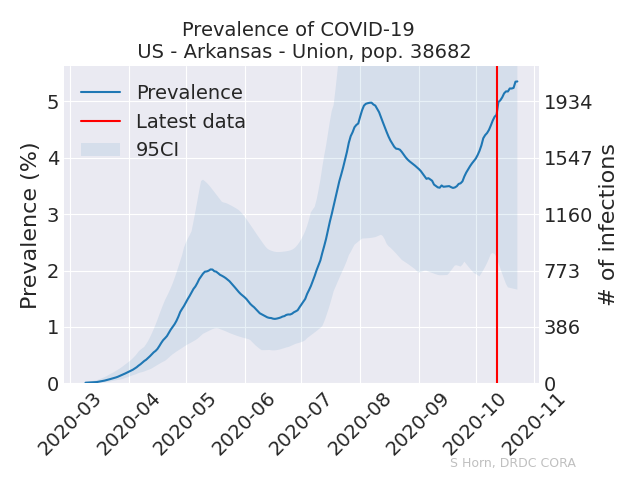 Prevalence of COVID-19
US - Arkansas - Union, pop. 38682
Prevalence
Latest data
95CI
Prevalence (%)
5
4
3
2
1
0
1934
1547
1160
773
386
0
# of infections
2020-03
2020-04
2020-05
2020-06
2020-07
2020-08
2020-09
2020-10
2020-11
S Horn, DRDC CORA